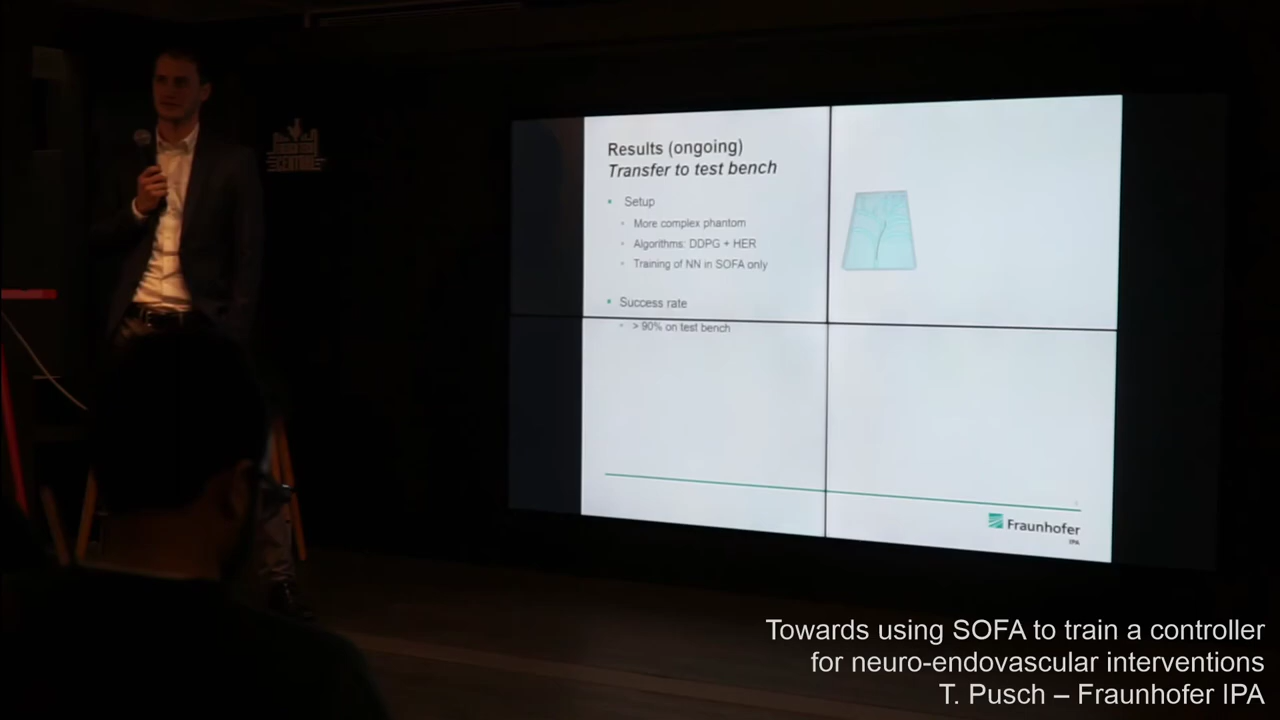 Results (ongoing)
Transfer to test bench
Setup
More complex phantom
Algorithms: DDPG + HER
Training of NN in SOFA only
Success rate
> 90% on test bench
Fraunhofer
IPA
Towards using SOFA to train a controller
for neuro-endovascular interventions
T. Pusch – Fraunhofer IPA